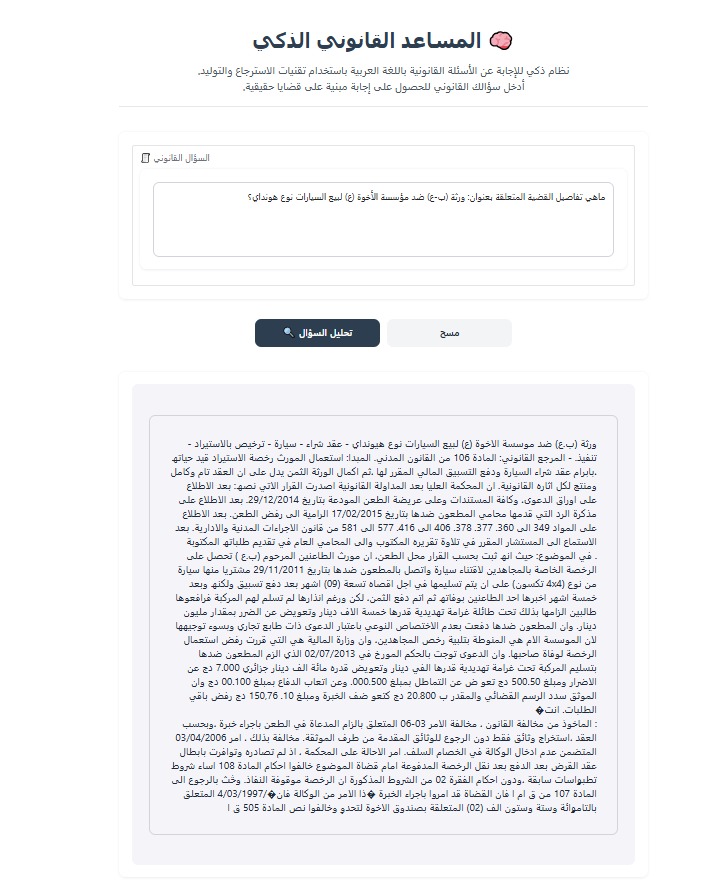 المساعد القانوني الذكي
نظام ذكي للإجابة عن الأسئلة القانونية باللغة العربية باستخدام تقنيات الاسترجاع والتوليد.
أدخل سؤالك القانوني للحصول على إجابة مبنية على قضايا حقيقية.
السؤال القانوني
ماهي تفاصيل القضية المتعلقة بعنوان: ورثة (ب-ع) ضد مؤسسة الأخوة (ع) لبيع السيارات نوع هونداي؟
تحليل السؤال
مسح
ورثة (ب.ع) ضد موسسة الاخوة (ع) لبيع السيارات نوع هيونداي - عقد شراء - سيارة - ترخيص بالاستيراد -
تنفيذ. - المرجع القانوني: المادة 106 من القانون المدني. المبدا: استعمال المورث رخصة الاستيراد قيد حياته
،بابرام عقد شراء السيارة ودفع التسبيق المالي المقرر لها ،ثم اكمال الورثة الثمن يدل على ان العقد تام وكامل
ومنتج لكل اثاره القانونية. ان المحكمة العليا بعد المداولة القانونية اصدرت القرار الاتي نصه: بعد الاطلاع
على اوراق الدعوى، وكافة المستندات وعلى عريضة الطعن المودعة بتاريخ 29/12/2014. بعد الاطلاع على
مذكرة الرد التي قدمها محامي المطعون ضدها بتاريخ 17/02/2015 الرامية الى رفض الطعن. بعد الاطلاع
على المواد 349 الى 360. 377. 378. 406 الى 416. 577 الى 581 من قانون الاجراءات المدنية والادارية. بعد
الاستماع الى المستشار المقرر في تلاوة تقريره المكتوب والى المحامي العام في تقديم طلباته المكتوبة
. في الموضوع: حيث انه ثبت بحسب القرار محل الطعن، ان مورث الطاعنين المرحوم (ب.ع ) تحصل على
الرخصة الخاصة بالمجاهدين لاقتناء سيارة واتصل بالمطعون ضدها بتاريخ 29/11/2011 مشتريا منها سيارة
من نوع (4x4 تكسون) على ان يتم تسليمها في اجل اقصاه تسعة (09) اشهر بعد دفع تسبيق ولكنه وبعد
خمسة اشهر اخبرها احد الطاعنين بوفاته ثم اتم دفع الثمن، لكن ورغم انذارها لم تسلم لهم المركبة فرافعوها
طالبين الزامها بذلك تحت طائلة غرامة تهديدية قدرها خمسة الاف دينار وتعويض عن الضرر بمقدار مليون
دينار. وان المطعون ضدها دفعت بعدم الاختصاص النوعي باعتبار الدعوى ذات طابع تجاري وبسوء توجيهها
لان الموسسة الام هي المنوطة بتلبية رخص المجاهدين، وان وزارة المالية هي التي قررت رفض استعمال
الرخصة لوفاة صاحبها. وان الدعوى توجت بالحكم المورخ في 02/07/2013 الذي الزم المطعون ضدها
بتسليم المركبة تحت غرامة تهديدية قدرها الفي دينار وتعويض قدره مائة الف دينار جزائري 7.000 دج عن
الاضرار ومبلغ 500.50 دج تعو ض عن التماطل بمبلغ 000.500. وعن اتعاب الدفاع بمبلغ 00.100 دج وان
الموثق سدد الرسم القضائي والمقدر ب 20.800 دج كتعو ضف الخبرة ومبلغ 10. 150,76 دج رفض باقي
الطلبات. انت�
: الماخوذ من مخالفة القانون ، مخالفة الامر 03-06 المتعلق بالزام المدعاة في الطعن باجراء خبرة ،وبحسب
العقد ،استخراج وثائق فقط دون الرجوع للوثائق المقدمة من طرف الموثقة. مخالفة بذلك ، امر 03/04/2006
المتضمن عدم ادخال الوكالة في الخصام السلف. امر الاحالة على المحكمة ، اذ لم تصادره وتوافرت بابطال
عقد القرض بعد الدفع بعد نقل الرخصة المدفوعة امام قضاة الموضوع خالفوا احكام المادة 108 اساء شروط
تطبواسات سابقة ،ودون احكام الفقرة 02 من الشروط المذكورة ان الرخصة موقوفة النفاذ. وخث بالرجوع الى
المادة 107 من ق ام ا فان القضاة قد امروا باجراء الخبرة �ذا الامر من الوكالة فان�/4/03/1997 المتعلق
بالتامواثة وستة وستون الف (02) المتعلقة بصندوق الاخوة لتحدو وخالفوا نص المادة 505 ق ا